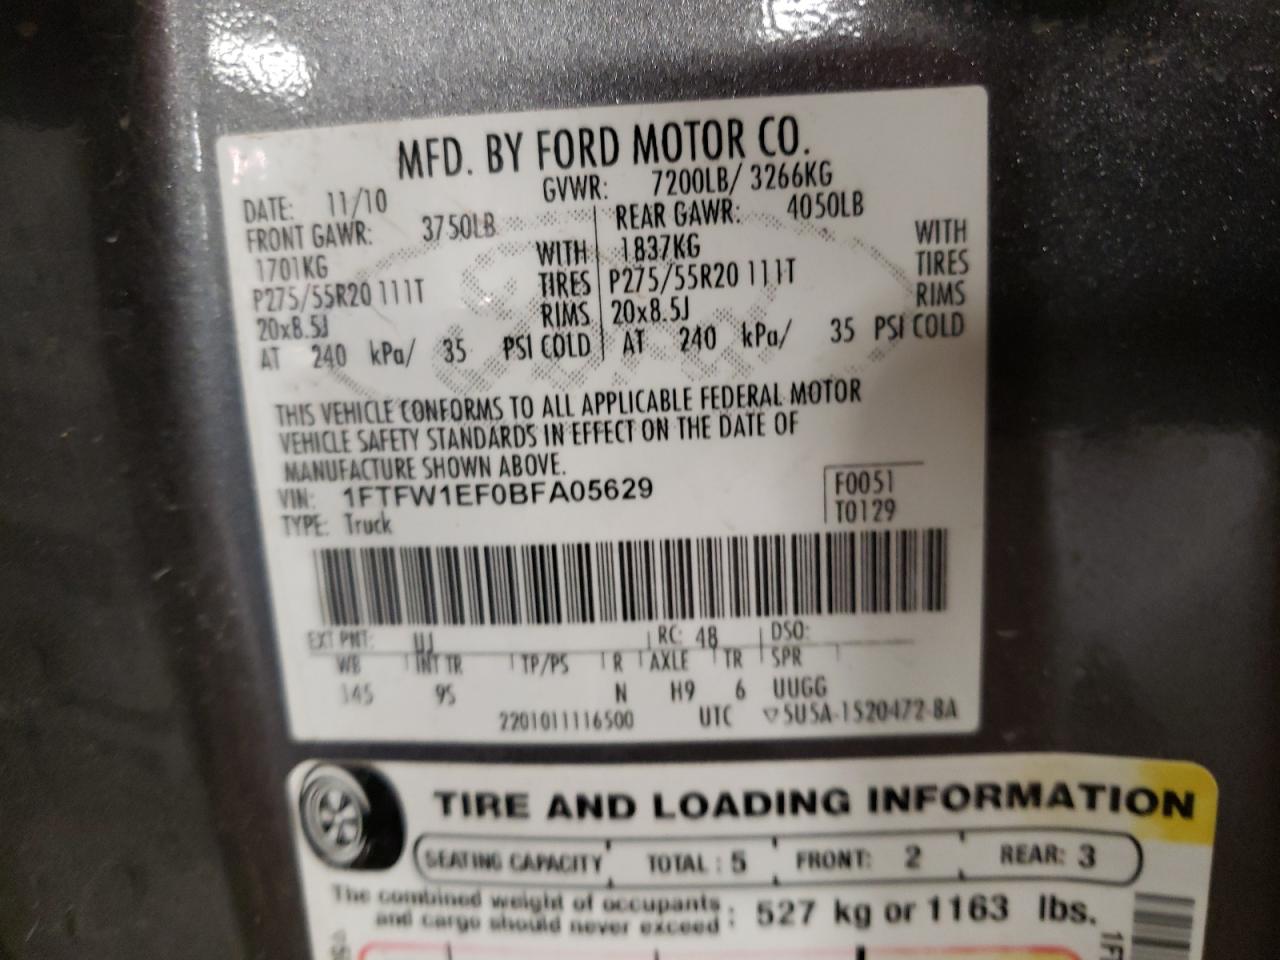 MFD. BY FORD MOTOR CO.
DATE: 11/10 GVWR: 7200LB/ 3266KG
FRONT GAWR: 3750LB REAR GAWR: 4050LB
1701KG WITH 1837KG WITH
P275/55R20 111T TIRES P275/55R20 111T TIRES
20x8.5J RIMS 20x8.5J RIMS
AT 240 kPa/ 35 PSI COLD AT 240 kPa/ 35 PSI COLD
THIS VEHICLE CONFORMS TO ALL APPLICABLE FEDERAL MOTOR
VEHICLE SAFETY STANDARDS IN EFFECT ON THE DATE OF
MANUFACTURE SHOWN ABOVE.
VIN: 1FTFW1EF0BFA05629 F0051
TYPE: Truck T0129
EXT PNT: UJ RC: 48 DSO:
WB INT TR TP/PS R AXLE TR SPR
145 9S N H9 6 UUGG
2201011116500 UTC ▽5U5A-1520472-BA
TIRE AND LOADING INFORMATION
SEATING CAPACITY TOTAL : 5 FRONT: 2 REAR: 3
The combined weight of occupants
and cargo should never exceed : 527 kg or 1163 lbs.